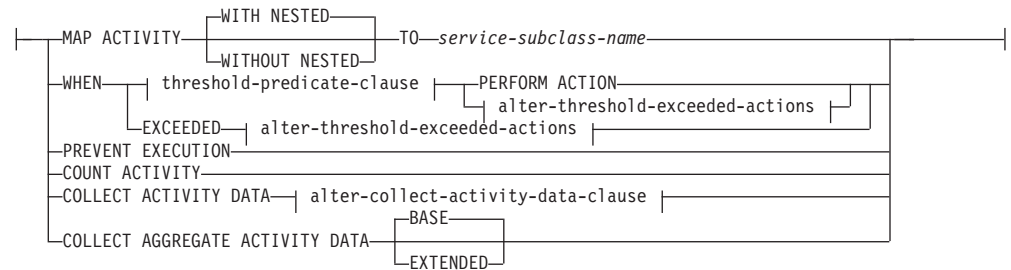 WITH NESTED
MAP ACTIVITY TO service-subclass-name
WITHOUT NESTED
WHEN threshold-predicate-clause PERFORM ACTION
alter-threshold-exceeded-actions
EXCEEDED alter-threshold-exceeded-actions
PREVENT EXECUTION
COUNT ACTIVITY
COLLECT ACTIVITY DATA alter-collect-activity-data-clause
BASE
COLLECT AGGREGATE ACTIVITY DATA
EXTENDED